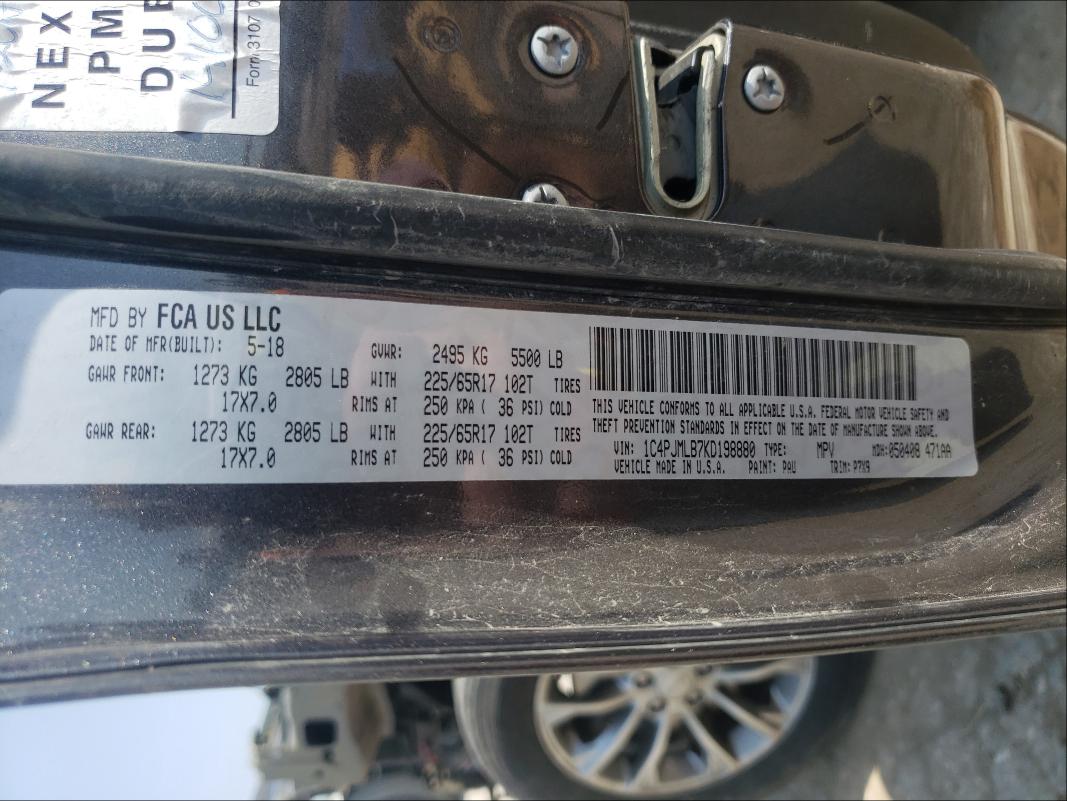 NEX
PM
DUE
Form 3107 0
MFD BY FCA US LLC
DATE OF MFR(BUILT): 5-18 GVWR: 2495 KG 5500 LB
GAWR FRONT: 1273 KG 2805 LB WITH 225/65R17 102T TIRES
17X7.0 RIMS AT 250 KPA ( 36 PSI) COLD
GAWR REAR: 1273 KG 2805 LB WITH 225/65R17 102T TIRES
17X7.0 RIMS AT 250 KPA ( 36 PSI) COLD
THIS VEHICLE CONFORMS TO ALL APPLICABLE U.S.A. FEDERAL MOTOR VEHICLE SAFETY AND
THEFT PREVENTION STANDARDS IN EFFECT ON THE DATE OF MANUFACTURE SHOWN ABOVE.
VIN: 1C4PJMLB7KD198880 TYPE: MPV MDH:050408 471AA
VEHICLE MADE IN U.S.A. PAINT: PAU TRIM: P7X9